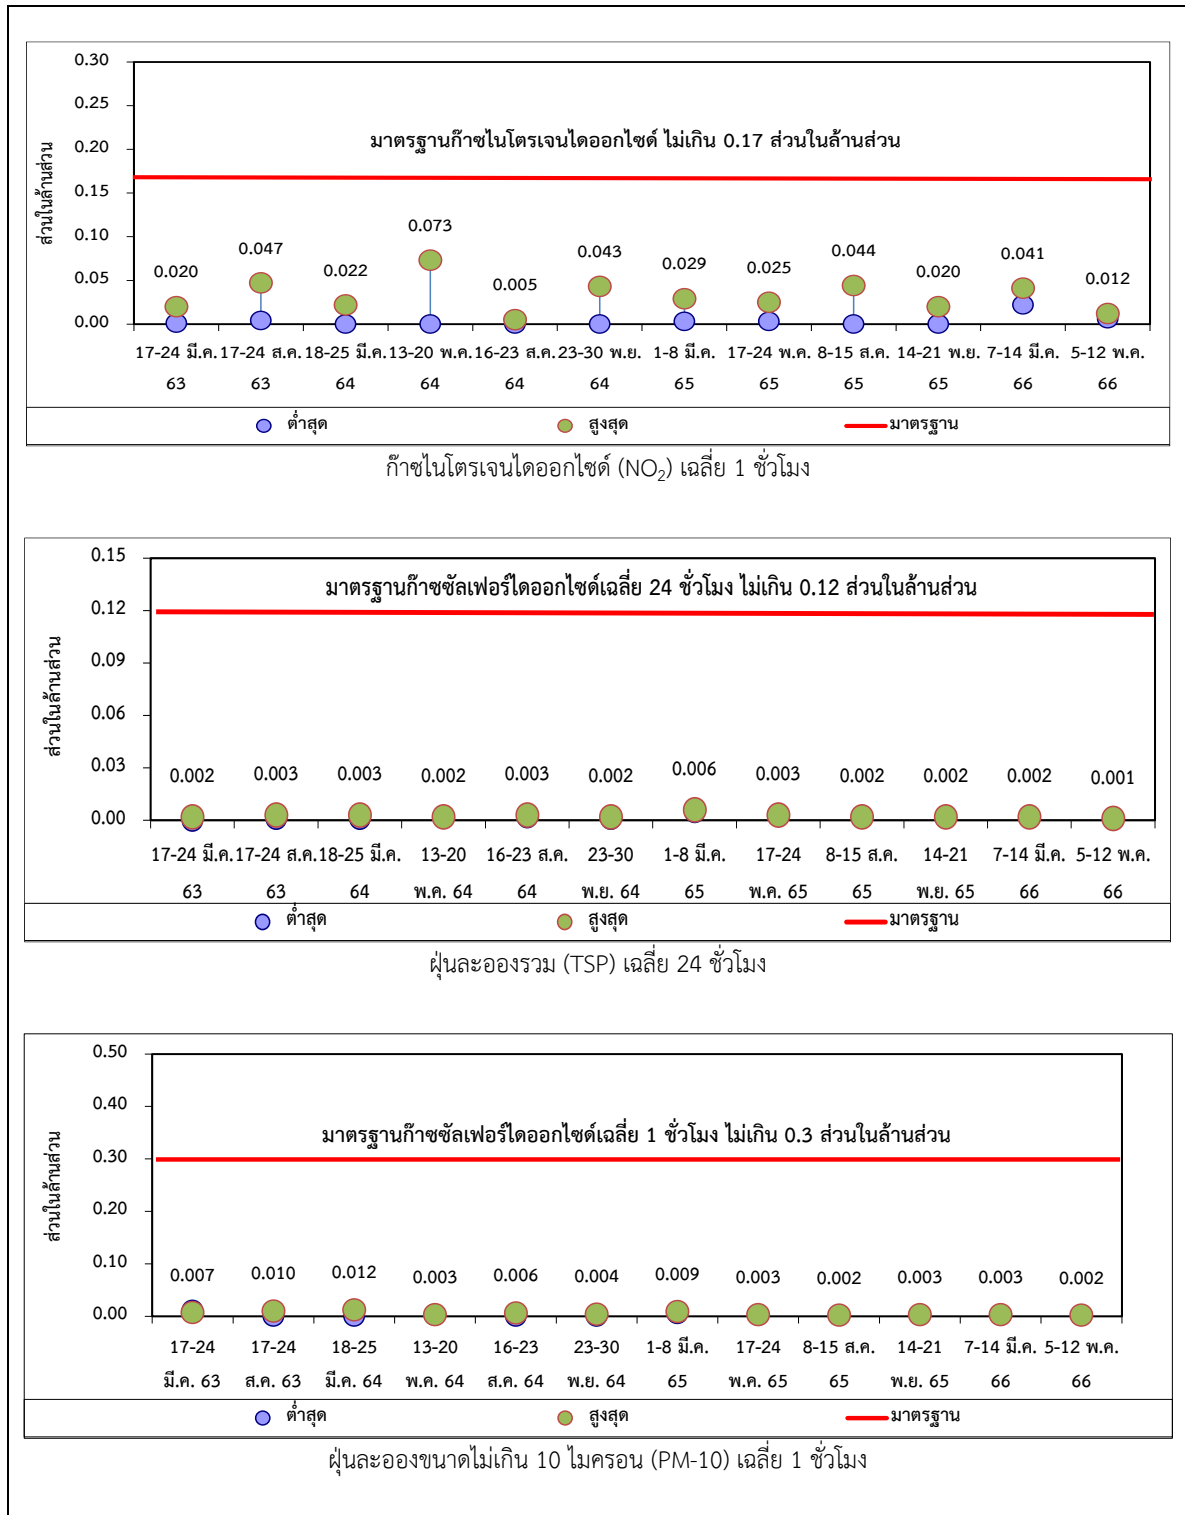 0.30
0.25
0.20
0.15
0.10
0.05
0.00
ส่วนในล้านส่วน
มาตรฐานก๊าซไนโตรเจนไดออกไซด์ ไม่เกิน 0.17 ส่วนในล้านส่วน
0.020 0.047 0.022 0.073 0.005 0.043 0.029 0.025 0.044 0.020 0.041 0.012
17-24 มี.ค. 17-24 ส.ค. 18-25 มี.ค. 13-20 พ.ค. 16-23 ส.ค. 23-30 พ.ย. 1-8 มี.ค. 17-24 พ.ค. 8-15 ส.ค. 14-21 พ.ย. 7-14 มี.ค. 5-12 พ.ค.
63 63 64 64 64 64 65 65 65 65 66 66
ต่ำสุด สูงสุด มาตรฐาน
ก๊าซไนโตรเจนไดออกไซด์ (NO₂) เฉลี่ย 1 ชั่วโมง
0.15
0.12
0.09
0.06
0.03
0.00
ส่วนในล้านส่วน
มาตรฐานก๊าซซัลเฟอร์ไดออกไซด์เฉลี่ย 24 ชั่วโมง ไม่เกิน 0.12 ส่วนในล้านส่วน
0.002 0.003 0.003 0.002 0.003 0.002 0.006 0.003 0.002 0.002 0.002 0.001
17-24 มี.ค. 17-24 ส.ค. 18-25 มี.ค. 13-20 16-23 ส.ค. 23-30 1-8 มี.ค. 17-24 8-15 ส.ค. 14-21 7-14 มี.ค. 5-12 พ.ค.
63 63 64 พ.ค. 64 64 พ.ย. 64 65 พ.ค. 65 65 พ.ย. 65 66 66
ต่ำสุด สูงสุด มาตรฐาน
ฝุ่นละอองรวม (TSP) เฉลี่ย 24 ชั่วโมง
0.50
0.40
0.30
0.20
0.10
0.00
ส่วนในล้านส่วน
มาตรฐานก๊าซซัลเฟอร์ไดออกไซด์เฉลี่ย 1 ชั่วโมง ไม่เกิน 0.3 ส่วนในล้านส่วน
0.007 0.010 0.012 0.003 0.006 0.004 0.009 0.003 0.002 0.003 0.003 0.002
17-24 17-24 18-25 13-20 16-23 23-30 1-8 มี.ค. 17-24 8-15 ส.ค. 14-21 7-14 มี.ค. 5-12 พ.ค.
มี.ค. 63 ส.ค. 63 มี.ค. 64 พ.ค. 64 ส.ค. 64 พ.ย. 64 65 พ.ค. 65 65 พ.ย. 65 66 66
ต่ำสุด สูงสุด มาตรฐาน
ฝุ่นละอองขนาดไม่เกิน 10 ไมครอน (PM-10) เฉลี่ย 1 ชั่วโมง